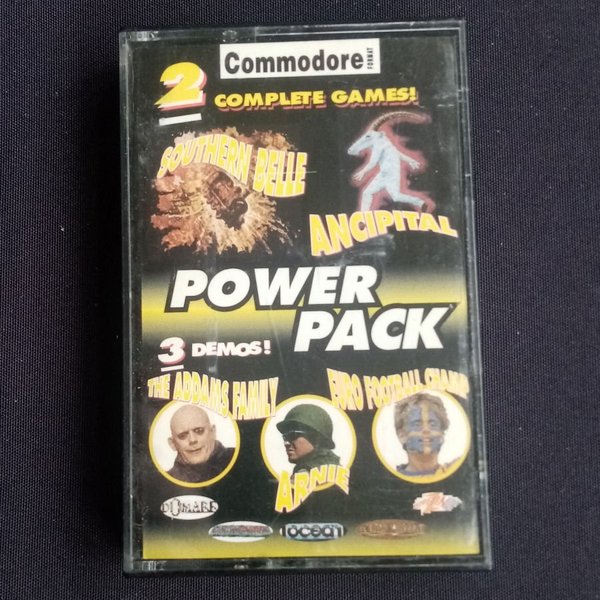 Commodore
FORMAT
2
COMPLETE GAMES!
SOUTHERN BELLE
ANCIPITAL
POWER
PACK
3 DEMOS!
THE ADDAMS FAMILY
EURO FOOTBALL CHAMP
ARNIE
DOMARK
ocean